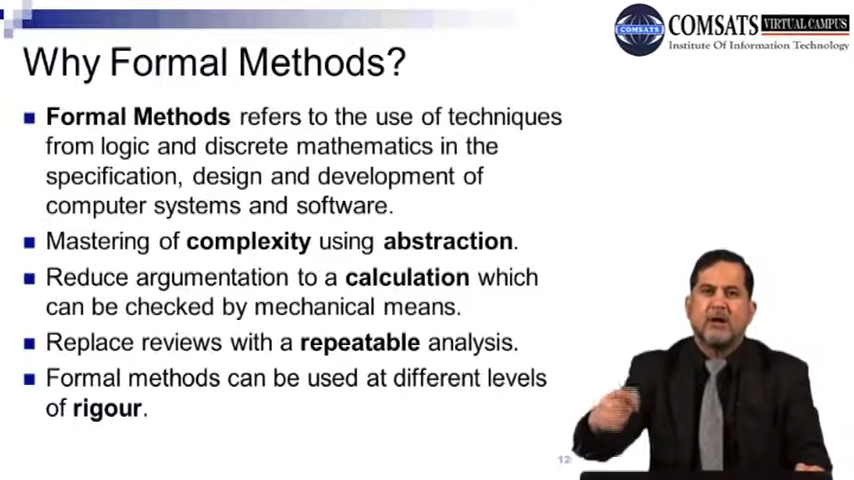 COMSATS VIRTUAL CAMPUS
COMSATS
Institute Of Information Technology
Why Formal Methods?
Formal Methods refers to the use of techniques
from logic and discrete mathematics in the
specification, design and development of
computer systems and software.
Mastering of complexity using abstraction.
Reduce argumentation to a calculation which
can be checked by mechanical means.
Replace reviews with a repeatable analysis.
Formal methods can be used at different levels
of rigour.
12